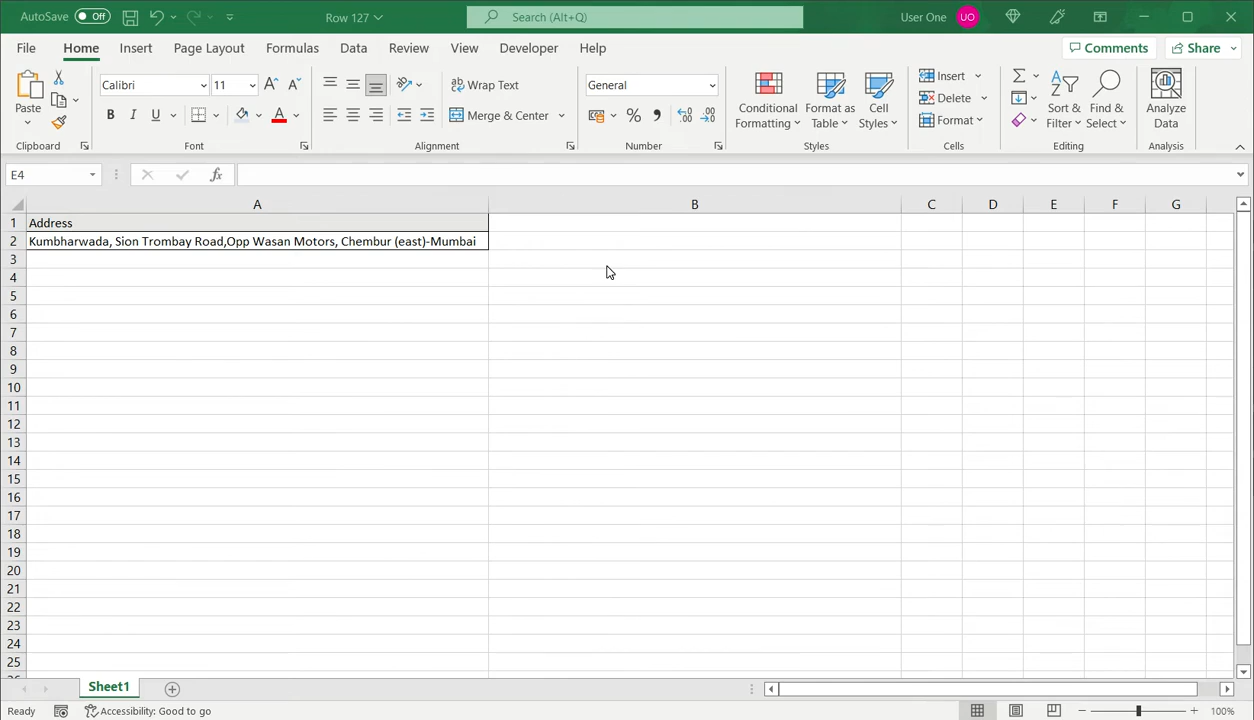 AutoSave Off Row 127 Search (Alt+Q) User One UO
File Home Insert Page Layout Formulas Data Review View Developer Help Comments Share
Paste
Clipboard
Calibri 11
B I U A
Font
Wrap Text
Merge & Center
Alignment
General
% 9
Number
Conditional Formatting
Format as Table
Cell Styles
Styles
Insert
Delete
Format
Cells
Sort & Filter
Find & Select
Editing
Analyze Data
Analysis
E4 fx
A B C D E F G
1 Address
2 Kumbharwada, Sion Trombay Road,Opp Wasan Motors, Chembur (east)-Mumbai
3
4
5
6
7
8
9
10
11
12
13
14
15
16
17
18
19
20
21
22
23
24
25
Sheet1
Ready Accessibility: Good to go 100%